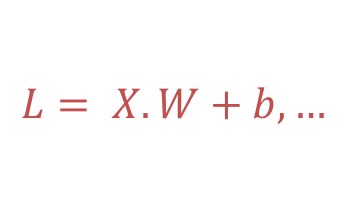 L = X.W + b, ...